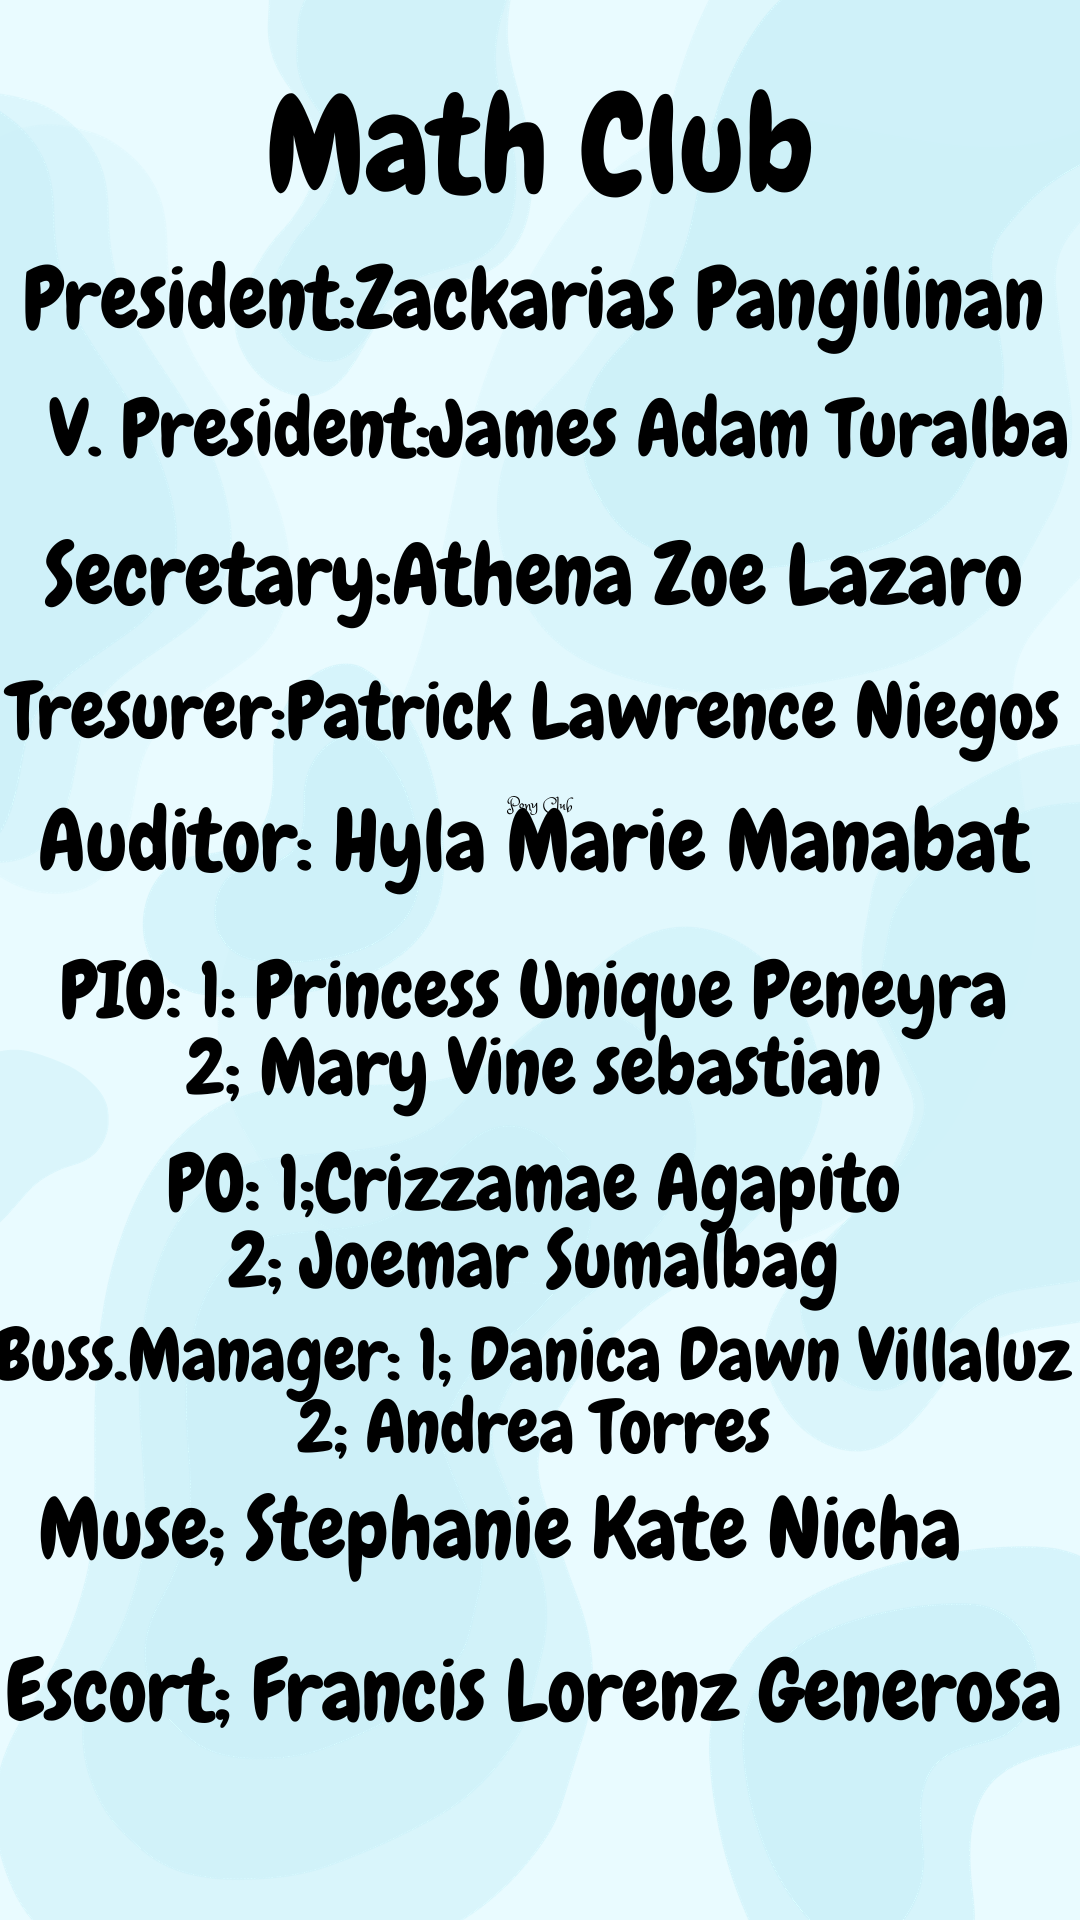 Math Club
President:Zackarias Pangilinan
V. President:James Adam Turalba
Secretary:Athena Zoe Lazaro
Tresurer:Patrick Lawrence Niegos
Pony Club
Auditor: Hyla Marie Manabat
PIO: 1: Princess Unique Peneyra
2; Mary Vine sebastian
PO: 1;Crizzamae Agapito
2; Joemar Sumalbag
Buss.Manager: 1; Danica Dawn Villaluz
2; Andrea Torres
Muse; Stephanie Kate Nicha
Escort; Francis Lorenz Generosa